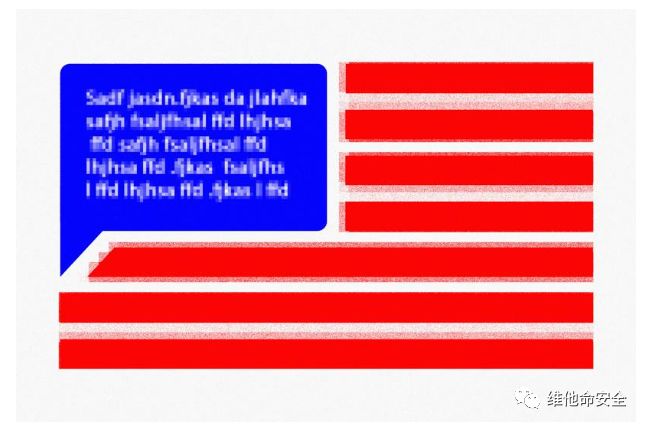 Sadf jasdn.fjkas da jlahfka
safjh fsaljfhsal ffd lhjhsa
ffd safjh fsaljfhsal ffd
lhjhsa ffd .fjkas fsaljfhs
l ffd lhjhsa ffd .fjkas l ffd
维他命安全